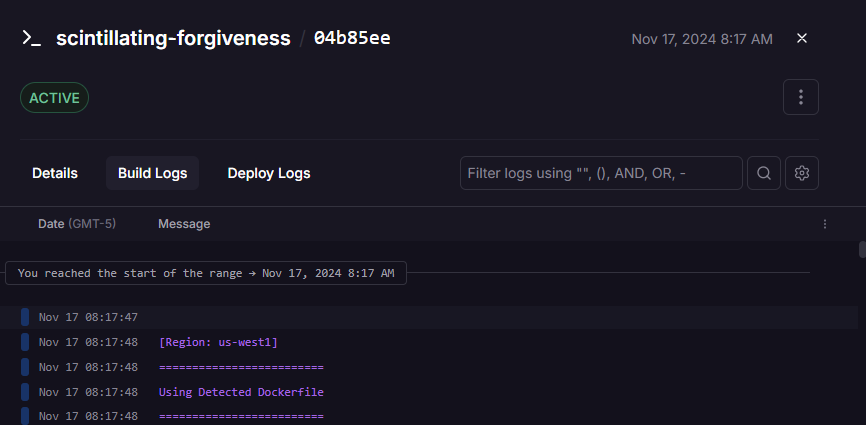 scintillating-forgiveness / 04b85ee Nov 17, 2024 8:17 AM
ACTIVE
Details Build Logs Deploy Logs Filter logs using "", (), AND, OR, -
Date (GMT-5) Message
You reached the start of the range → Nov 17, 2024 8:17 AM
Nov 17 08:17:47
Nov 17 08:17:48 [Region: us-west1]
Nov 17 08:17:48 =========================
Nov 17 08:17:48 Using Detected Dockerfile
Nov 17 08:17:48 =========================